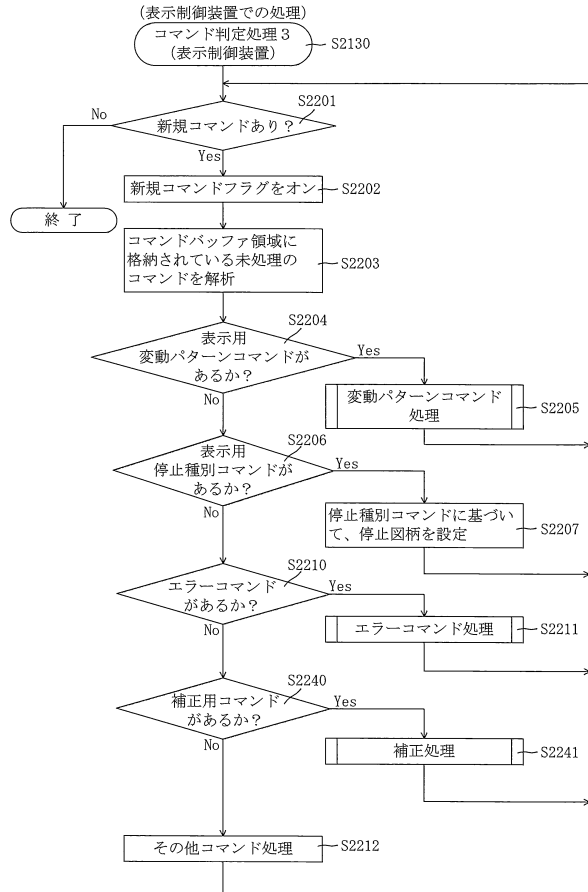 (表示制御装置での処理)
コマンド判定処理3
(表示制御装置)
S2130
S2201
新規コマンドあり?
No
Yes
新規コマンドフラグをオン
S2202
終 了
コマンドバッファ領域に
格納されている未処理の
コマンドを解析
S2203
S2204
表示用
変動パターンコマンドが
あるか?
Yes
No
変動パターンコマンド
処理
S2205
S2206
表示用
停止種別コマンドが
あるか?
Yes
No
停止種別コマンドに基づい
て、停止図柄を設定
S2207
S2210
エラーコマンド
があるか?
Yes
No
エラーコマンド処理
S2211
S2240
補正用コマンド
があるか?
Yes
No
補正処理
S2241
その他コマンド処理
S2212